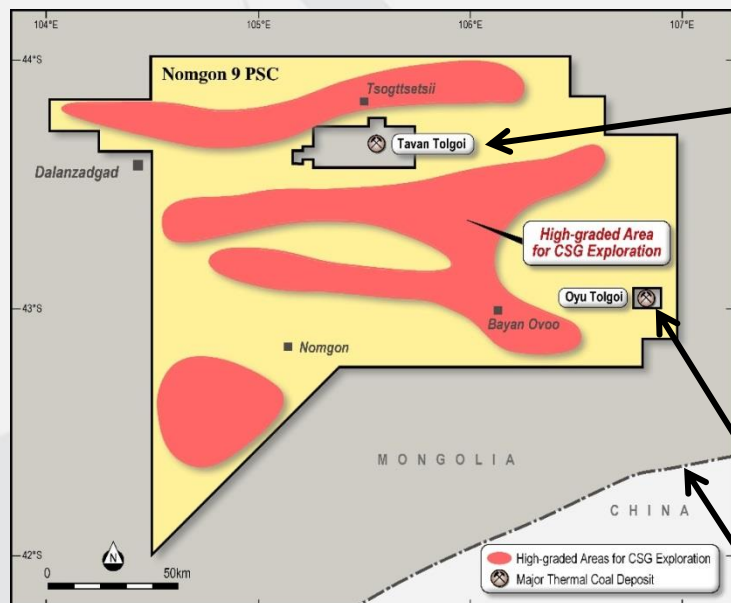 104°E
105°E
106°E
107°E
44°S
Nomgon 9 PSC
Tsogttsetsii
Tavan Tolgoi
Dalanzadgad
High-graded Area
for CSG Exploration
43°S
Oyu Tolgoi
Bayan Ovoo
Nomgon
MONGOLIA
CHINA
42°S
N
0 50km
High-graded Areas for CSG Exploration
Major Thermal Coal Deposit